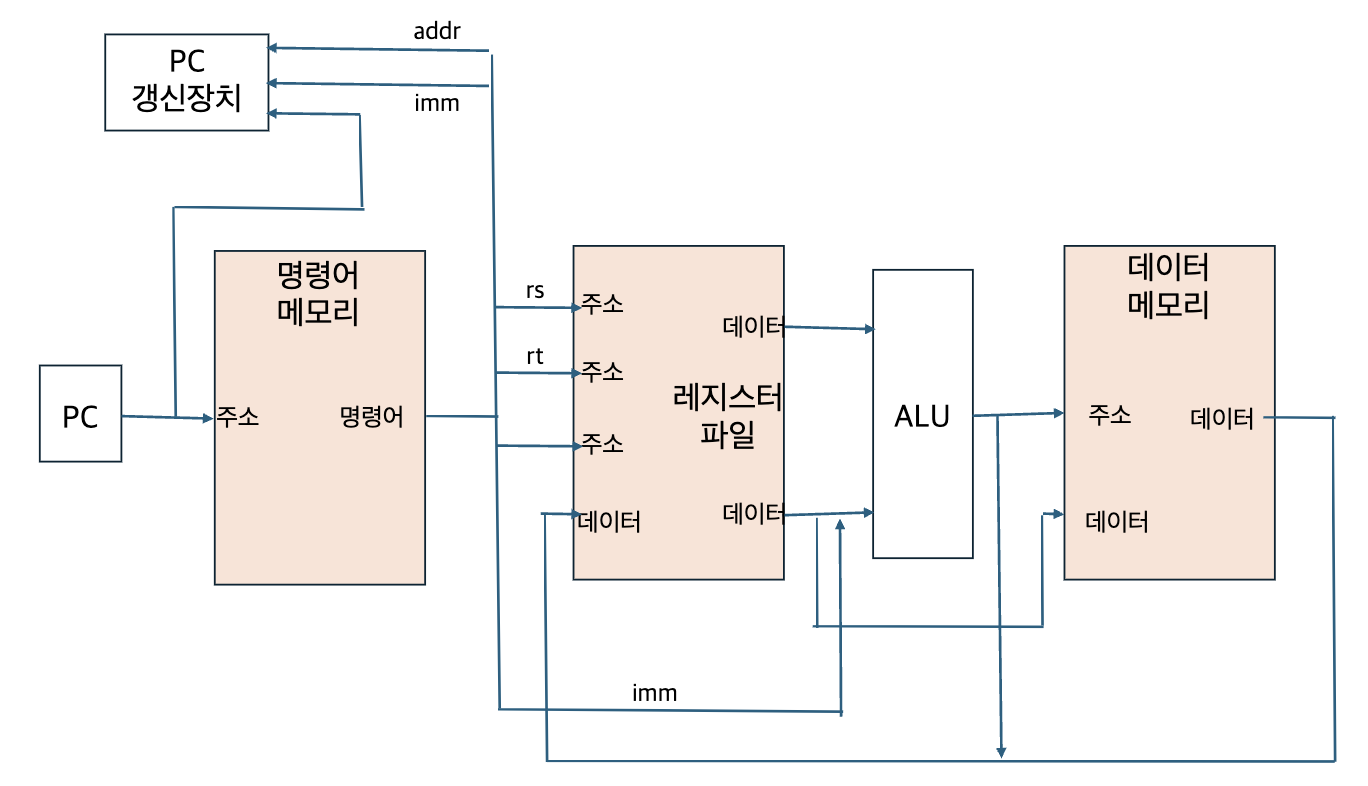 addr
PC
갱신장치
imm
명령어
메모리
데이터
메모리
rs
주소
데이터
rt
주소
레지스터
파일
PC
주소
명령어
ALU
주소
데이터
주소
데이터
데이터
데이터
imm